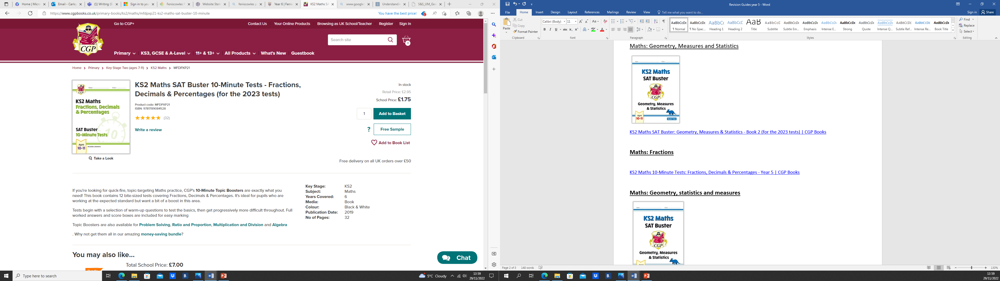 Home | Micro
Email - Carley
(1) Writing (E
Sign in to you
Feniscowles P
Website Stati
feniscowles p
Year 6 | Fenis
KS2 Maths SA
www.google
Understandin
S&S_UM_Geo
https://www.cgpbooks.co.uk/primary-books/ks2/maths/mfdpxp21-ks2-maths-sat-buster-10-minute
You have the best price!
Go to CGP+
Contact Us
Your Online Products
Browsing as UK School/Teacher
Register
Sign In
CGP
Search site
0
Primary
KS3, GCSE & A-Level
11+ & 13+
All Products
What's New
Guestbook
Home > Primary > Key Stage Two (ages 7-11) > KS2 Maths > MFDPXP21
Name:
Class:
CGP
KS2 Maths
Fractions, Decimals
& Percentages
SAT Buster
10-Minute Tests
10
Ages
10-11
Includes answers
Take a Look
KS2 Maths SAT Buster 10-Minute Tests - Fractions,
Decimals & Percentages (for the 2023 tests)
Product code: MFDPXP21
ISBN: 9781789084528
(32)
Write a review
In stock
Retail Price: £2.95
School Price: £1.75
1
Add to Basket
? Free Sample
Add to Book List
Free delivery on all UK orders over £50
If you're looking for quick-fire, topic-targeting Maths practice, CGP's 10-Minute Topic Boosters are exactly what you
need! This book contains 12 bite-sized tests covering Fractions, Decimals & Percentages. It's ideal for pupils who are
working at the expected standard but want a bit of a boost in this area.
Tests begin with a selection of warm-up questions to test the basics, then get progressively more difficult throughout. Full
worked answers and score boxes are included for easy marking
Topic Boosters are also available for Problem Solving, Ratio and Proportion, Multiplication and Division and Algebra
. Why not get them all in our amazing money-saving bundle?
Key Stage: KS2
Subject: Maths
Years Covered: 6
Media: Book
Colour: Black & White
Publication Date: 2019
No of Pages: 32
You may also like...
Total School Price: £7.00
Chat
Type here to search
5°C Cloudy
13:59
29/11/2022
Revision Guides year 5 - Word
Sign in
Share
File
Home
Insert
Design
Layout
References
Mailings
Review
View
Tell me what you want to do...
Paste
Cut
Copy
Format Painter
Clipboard
Calibri (Body)
11
Font
Paragraph
¶ Normal
¶ No Spac...
Heading 1
Heading 2
Title
Subtitle
Subtle Em...
Emphasis
Intense E...
Strong
Quote
Intense Q...
Subtle Ref...
Intense Re...
Book Title
Styles
Find
Replace
Select
Editing
Maths: Geometry, Measures and Statistics
KS2 Maths
SAT Buster
CGP
Geometry, Measures
& Statistics
Ages
10-11
Book Two
KS2 Maths SAT Buster: Geometry, Measures & Statistics - Book 2 (for the 2023 tests) | CGP Books
Maths: Fractions
KS2 Maths 10-Minute Tests: Fractions, Decimals & Percentages - Year 5 | CGP Books
Maths: Geometry, statistics and measures
KS2 Maths
SAT Buster
CGP
Geometry, Measures
& Statistics
Page 2 of 3
148 words
130%
13:59
29/11/2022